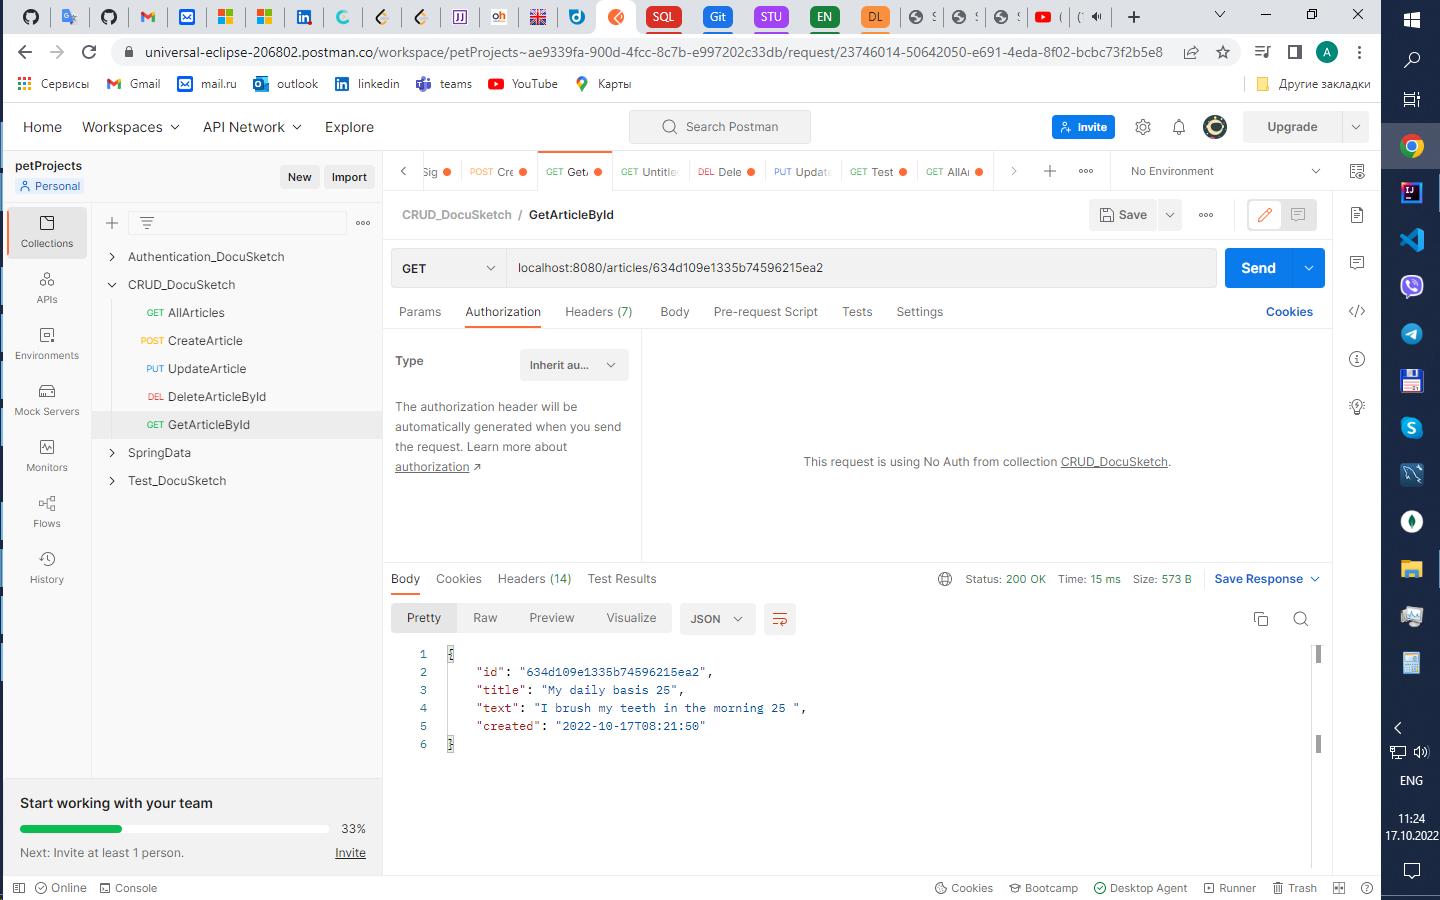 SQL
Git
STU
EN
DL
universal-eclipse-206802.postman.co/workspace/petProjects~ae9339fa-900d-4fcc-8c7b-e997202c33db/request/23746014-50642050-e691-4eda-8f02-bcbc73f2b5e8
A
Сервисы
Gmail
mail.ru
outlook
linkedin
teams
YouTube
Карты
Другие закладки
Home
Workspaces
API Network
Explore
Search Postman
Invite
Upgrade
petProjects
Personal
New
Import
Sig
POST Cre
GET Get
GET Untitle
DEL Dele
PUT Update
GET Test
GET AllA
No Environment
Collections
APIs
Environments
Mock Servers
Monitors
Flows
History
Authentication_DocuSketch
CRUD_DocuSketch
GET AllArticles
POST CreateArticle
PUT UpdateArticle
DEL DeleteArticleById
GET GetArticleById
SpringData
Test_DocuSketch
CRUD_DocuSketch / GetArticleById
Save
GET
localhost:8080/articles/634d109e1335b74596215ea2
Send
Params
Authorization
Headers (7)
Body
Pre-request Script
Tests
Settings
Cookies
Type
Inherit au...
The authorization header will be
automatically generated when you send
the request. Learn more about
authorization ↗
This request is using No Auth from collection CRUD_DocuSketch.
Body
Cookies
Headers (14)
Test Results
Status: 200 OK
Time: 15 ms
Size: 573 B
Save Response
Pretty
Raw
Preview
Visualize
JSON
1 {
2 "id": "634d109e1335b74596215ea2",
3 "title": "My daily basis 25",
4 "text": "I brush my teeth in the morning 25 ",
5 "created": "2022-10-17T08:21:50"
6 }
Start working with your team
33%
Next: Invite at least 1 person.
Invite
Online
Console
Cookies
Bootcamp
Desktop Agent
Runner
Trash
ENG
11:24
17.10.2022